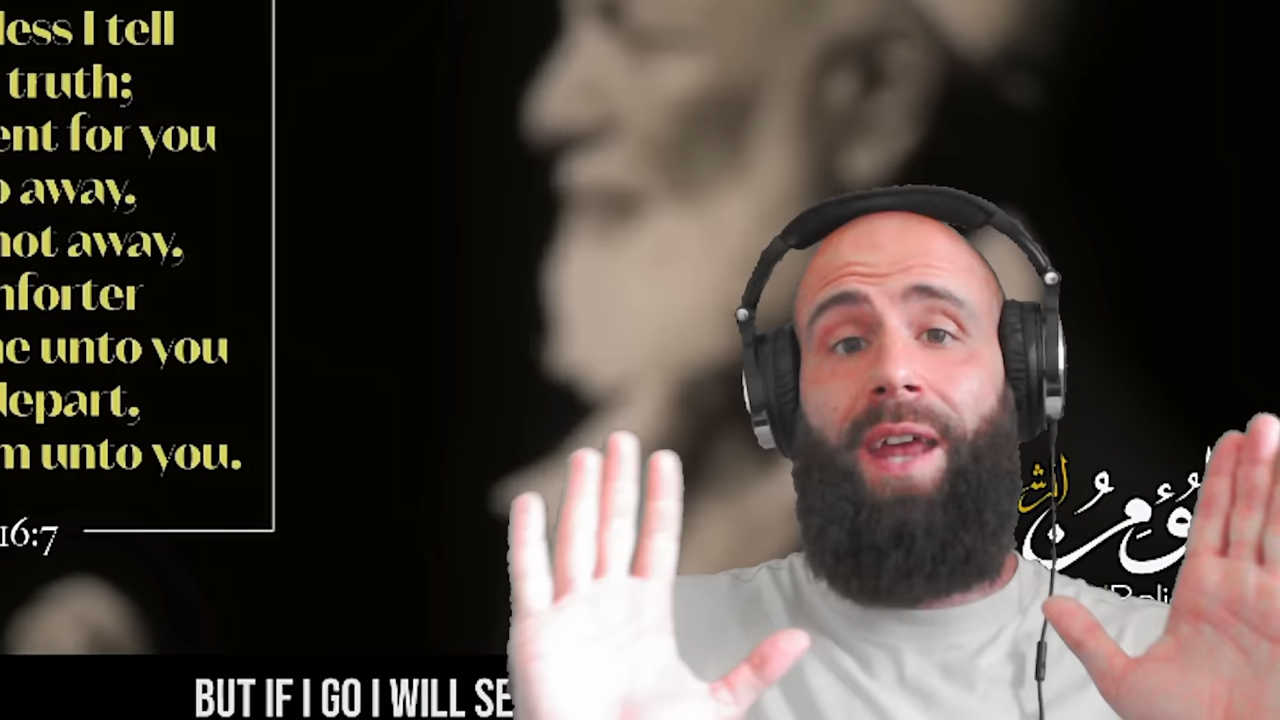 less I tell
truth;
ent for you
o away,
not away,
nforter
ne unto you
depart,
m unto you.
16:7
BUT IF I GO I WILL SE